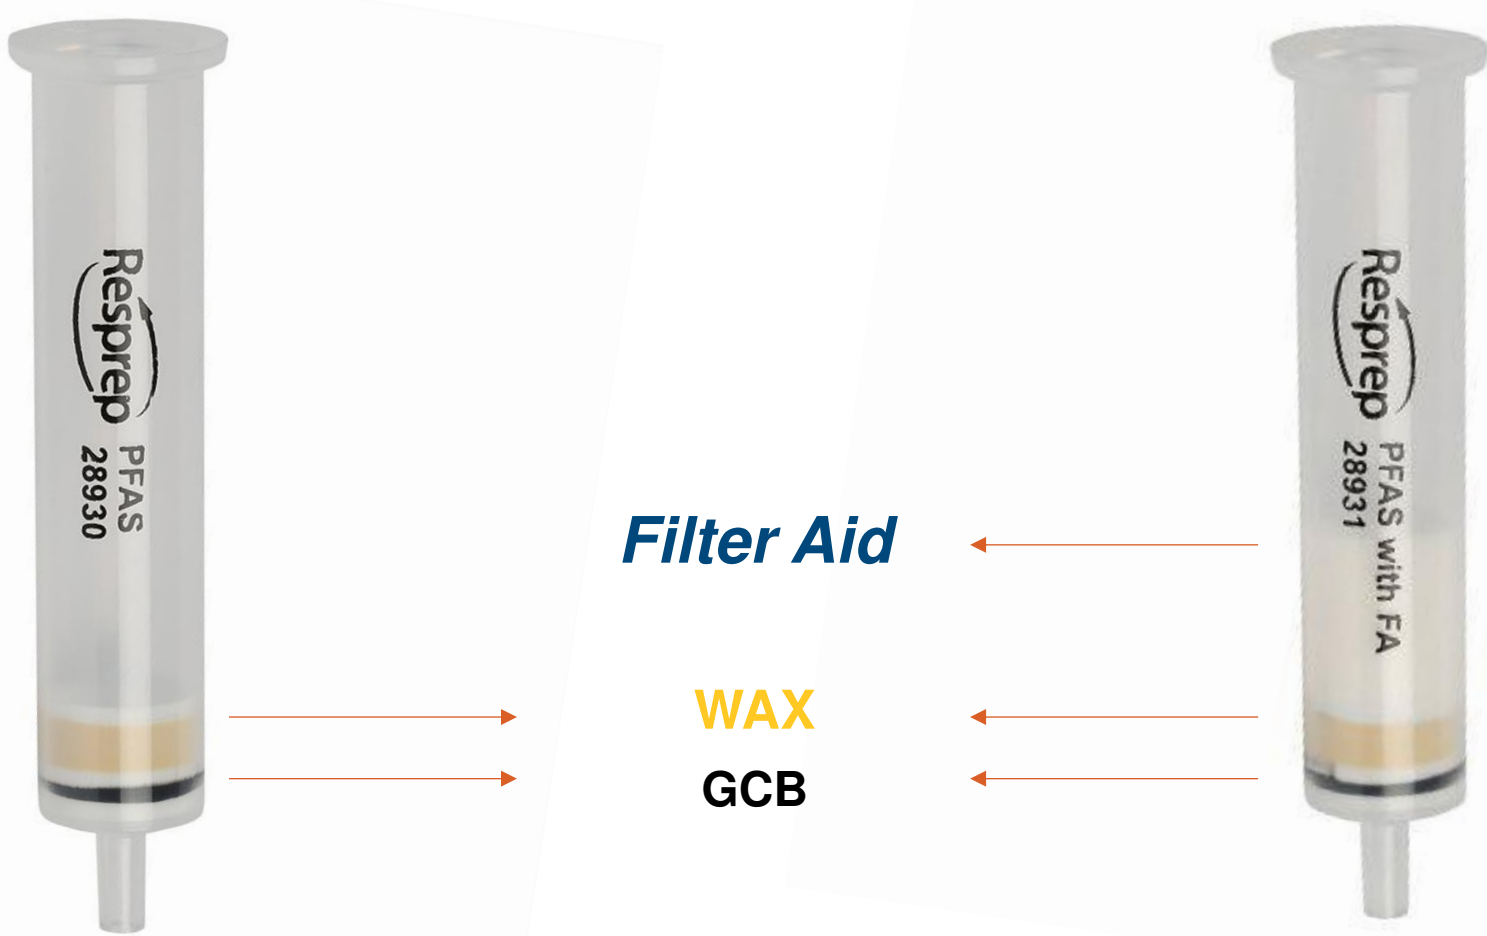 Resprep
PFAS
28930
Filter Aid
WAX
GCB
Resprep
PFAS with FA
28931